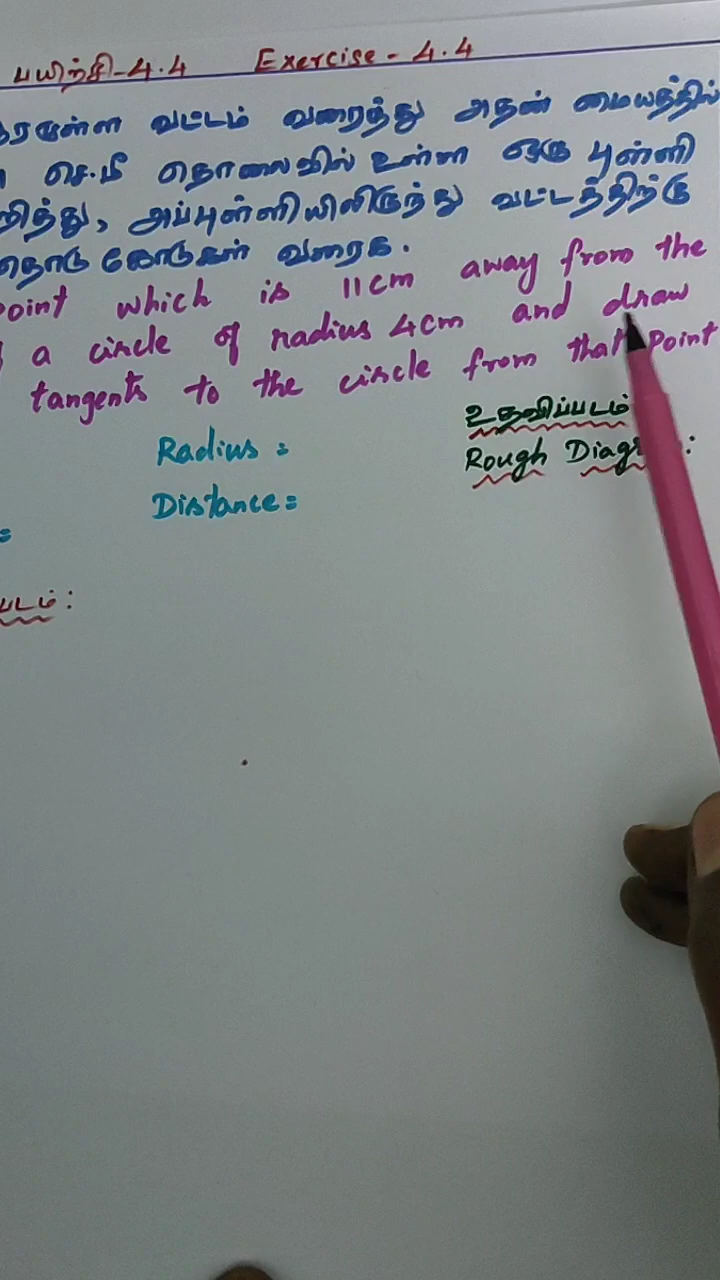 பயிற்சி-4.4 Exercise-4.4
ஆரமுள்ள வட்டம் வரைந்து அதன் மையத்தில்
செ.மீ தொலைவில் உள்ள ஒரு புள்ளி
அப்புள்ளியிலிருந்து வட்டத்திற்கு
தொடு கோடுகள் வரைக.
point which is 11cm away from the
a circle of radius 4cm and draw
tangents to the circle from that Point
உதவிப்படம்
Radius = Rough
Distance=
=
படம்: